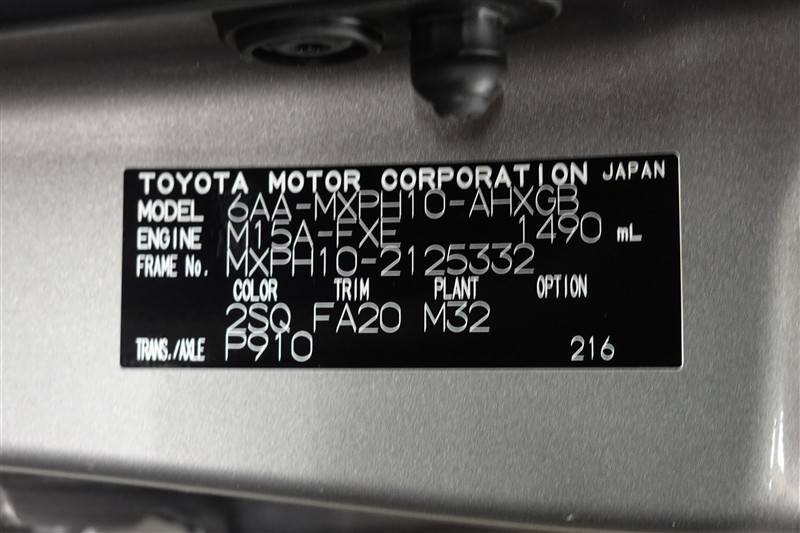 TOYOTA MOTOR CORPORATION JAPAN
MODEL 6AA-MXPH10-AHXGB
ENGINE M15A-FXE 1490 mL
FRAME No. MXPH10-2125332
COLOR TRIM PLANT OPTION
2SQ FA20 M32
TRANS./AXLE P910 216